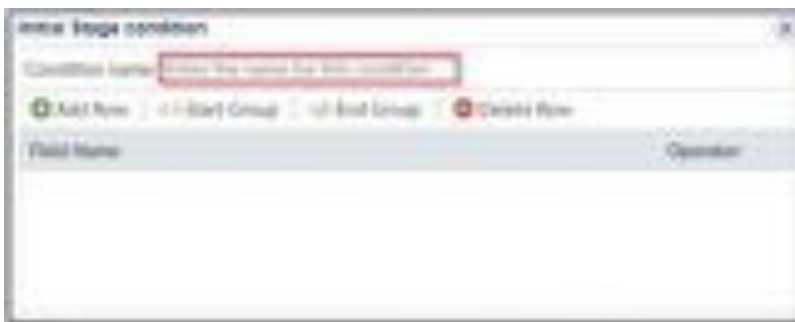 Initial Stage condition
Condition name: Enter the name for this condition
Add Row Start Group End Group Delete Row
Field Name Operator